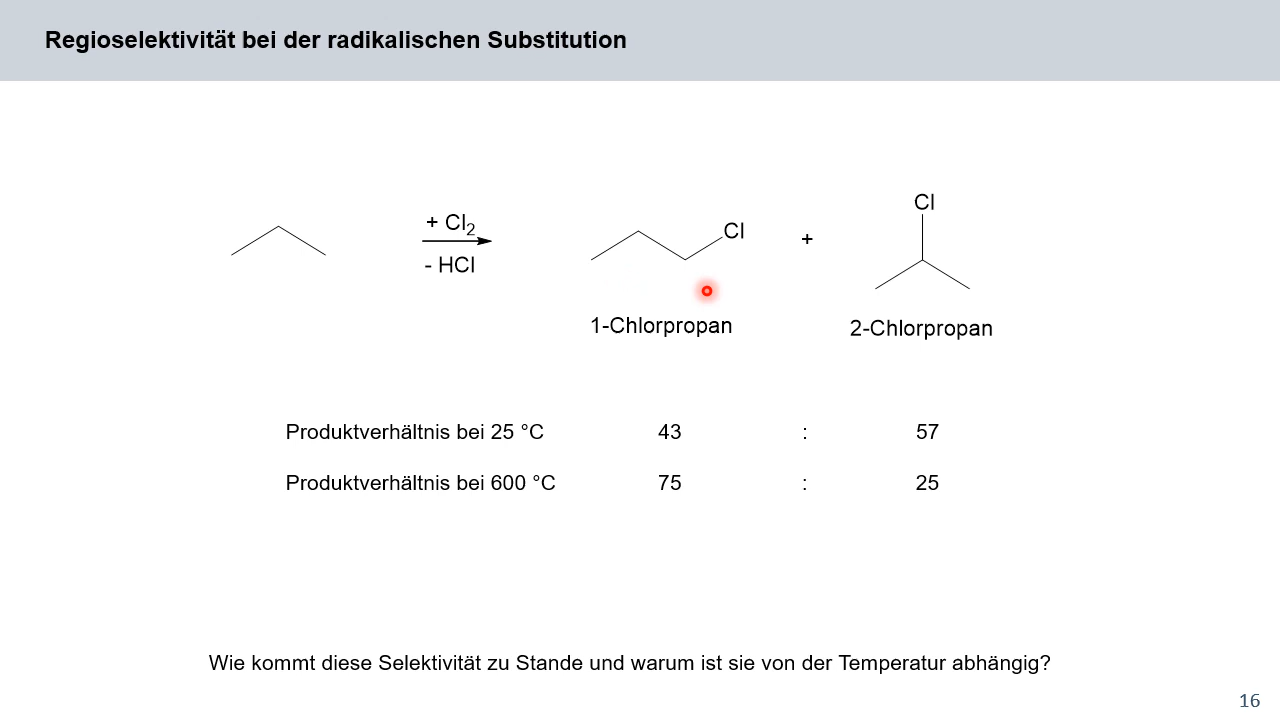 Regioselektivität bei der radikalischen Substitution
Cl
+ Cl2
Cl
+
- HCl
1-Chlorpropan
2-Chlorpropan
Produktverhältnis bei 25 °C 43 : 57
Produktverhältnis bei 600 °C 75 : 25
Wie kommt diese Selektivität zu Stande und warum ist sie von der Temperatur abhängig?
16